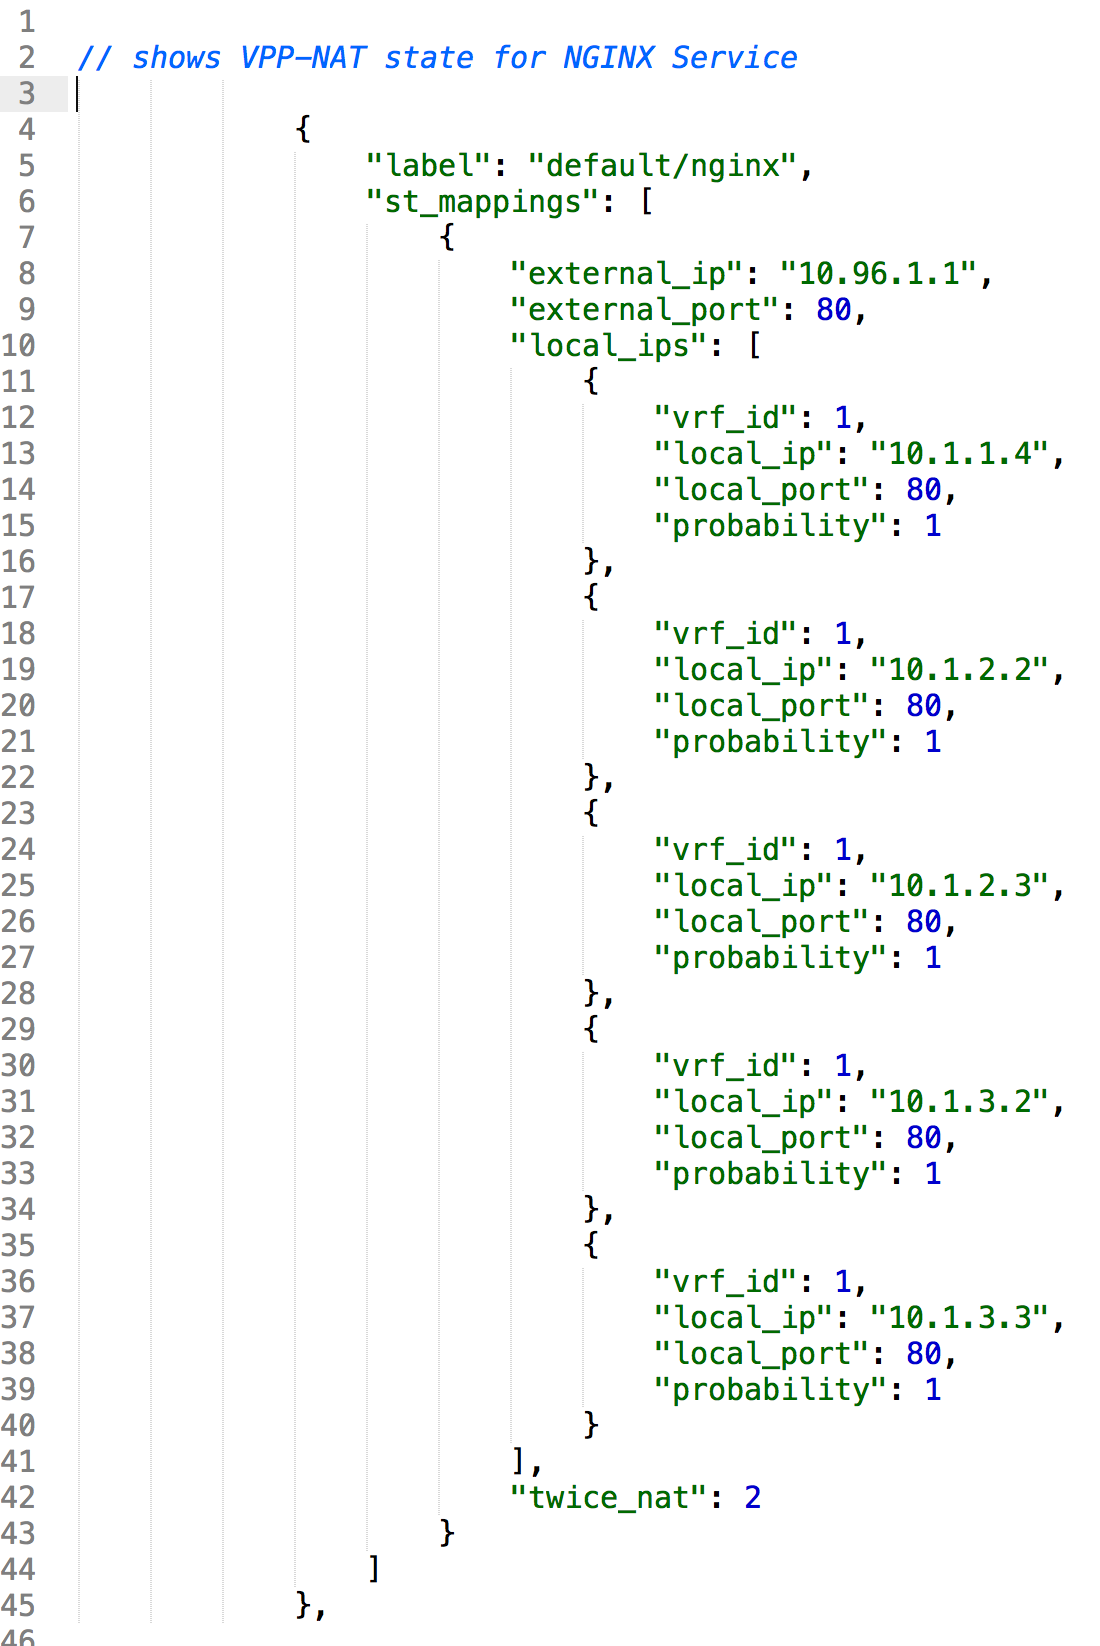 1
2 // shows VPP-NAT state for NGINX Service
3
4 {
5 "label": "default/nginx",
6 "st_mappings": [
7 {
8 "external_ip": "10.96.1.1",
9 "external_port": 80,
10 "local_ips": [
11 {
12 "vrf_id": 1,
13 "local_ip": "10.1.1.4",
14 "local_port": 80,
15 "probability": 1
16 },
17 {
18 "vrf_id": 1,
19 "local_ip": "10.1.2.2",
20 "local_port": 80,
21 "probability": 1
22 },
23 {
24 "vrf_id": 1,
25 "local_ip": "10.1.2.3",
26 "local_port": 80,
27 "probability": 1
28 },
29 {
30 "vrf_id": 1,
31 "local_ip": "10.1.3.2",
32 "local_port": 80,
33 "probability": 1
34 },
35 {
36 "vrf_id": 1,
37 "local_ip": "10.1.3.3",
38 "local_port": 80,
39 "probability": 1
40 }
41 ],
42 "twice_nat": 2
43 }
44 ]
45 },
46